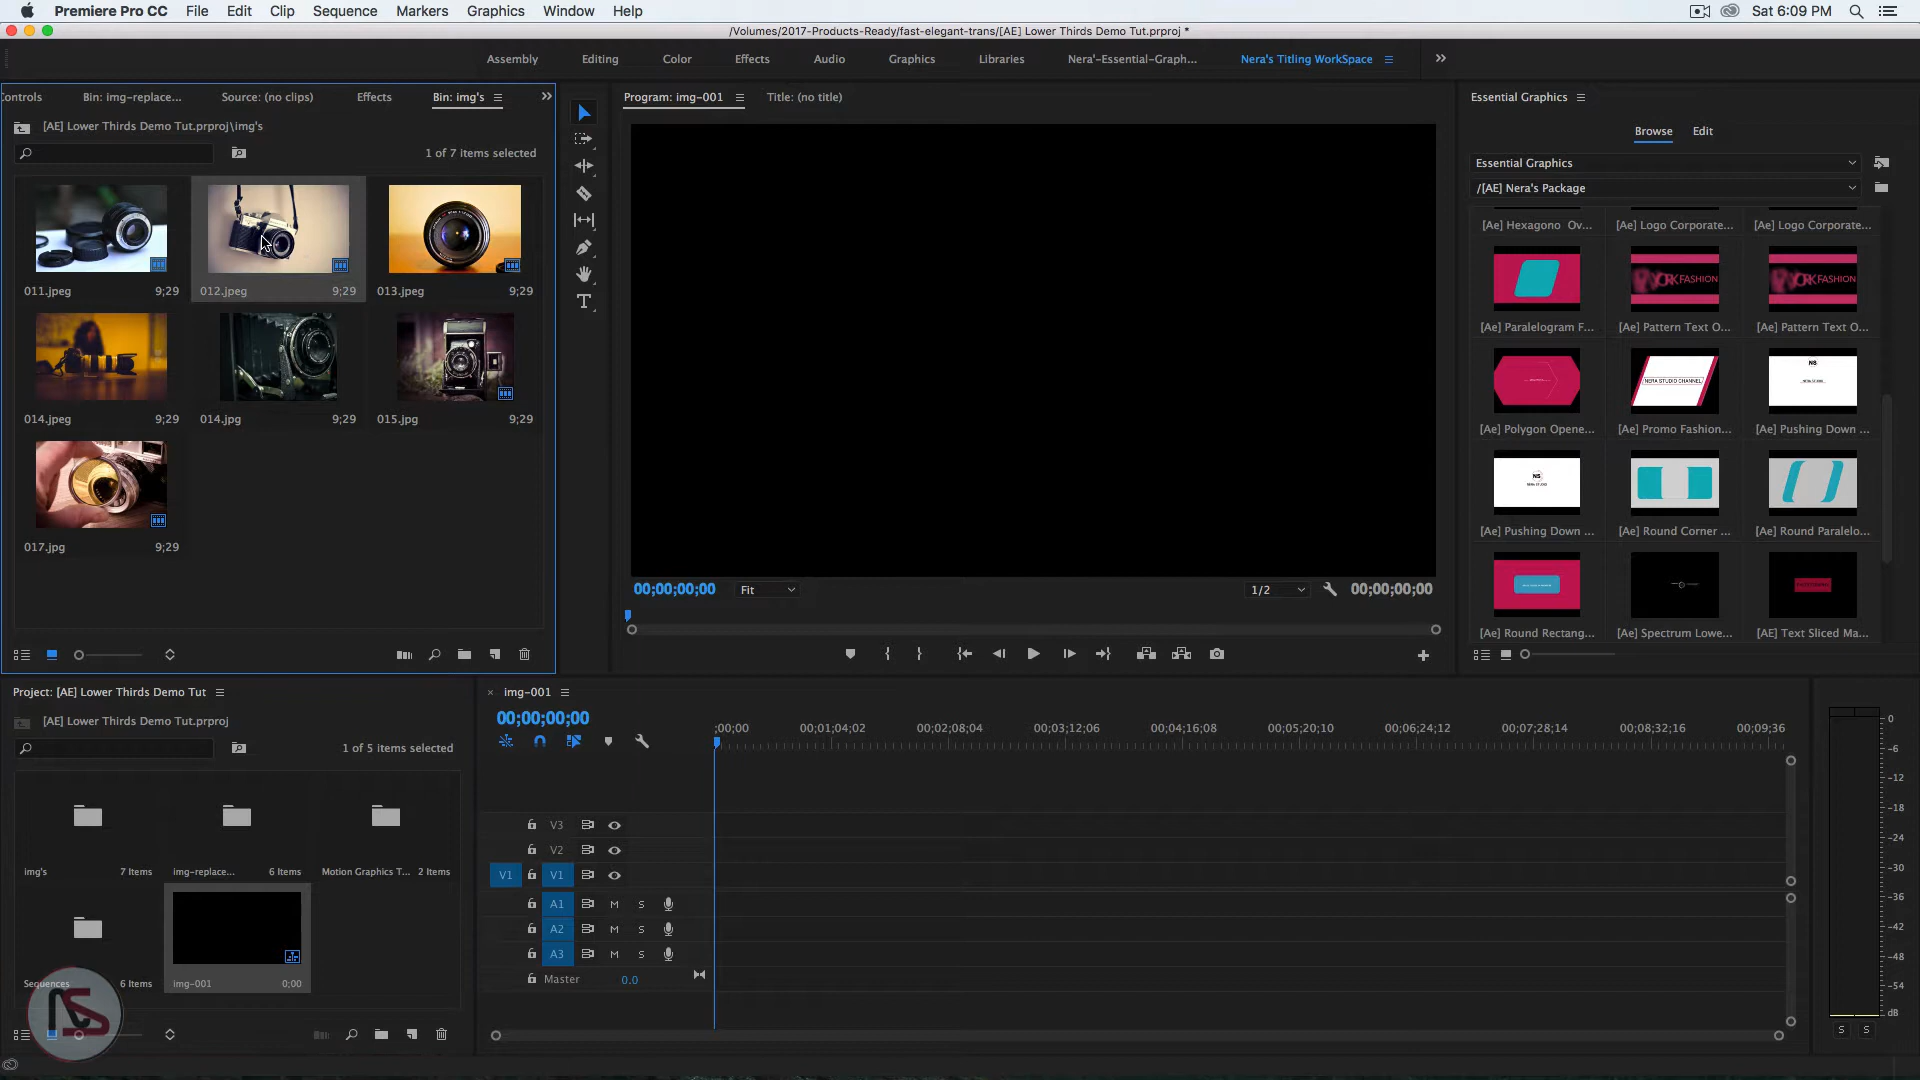 Premiere Pro CC File Edit Clip Sequence Markers Graphics Window Help Sat 6:09 PM
/Volumes/2017-Products-Ready/fast-elegant-trans/[AE] Lower Thirds Demo Tut.prproj *
Assembly Editing Color Effects Audio Graphics Libraries Nera'-Essential-Graph... Nera's Titling WorkSpace
ontrols Bin: img-replace... Source: (no clips) Effects Bin: img's
[AE] Lower Thirds Demo Tut.prproj\img's
1 of 7 items selected
011.jpeg 9;29
012.jpeg 9;29
013.jpeg 9;29
014.jpeg 9;29
014.jpg 9;29
015.jpg 9;29
017.jpg 9;29
Program: img-001 Title: (no title)
00;00;00;00 Fit 1/2 00;00;00;00
Essential Graphics
Browse Edit
Essential Graphics
/[AE] Nera's Package
[Ae] Hexagono Ov... [Ae] Logo Corporate... [Ae] Logo Corporate...
YORK FASHION YORK FASHION
[Ae] Paralelogram F... [Ae] Pattern Text O... [Ae] Pattern Text O...
NERA STUDIO CHANNEL NS
[Ae] Polygon Opene... [Ae] Promo Fashion... [Ae] Pushing Down ...
NS
[Ae] Pushing Down ... [Ae] Round Corner ... [Ae] Round Paralelo...
[Ae] Round Rectang... [Ae] Spectrum Lowe... [AE] Text Sliced Ma...
Project: [AE] Lower Thirds Demo Tut
[AE] Lower Thirds Demo Tut.prproj
1 of 5 items selected
img's 7 Items img-replace... 6 Items Motion Graphics T... 2 Items
Sequences 6 Items img-001 0;00
NS
img-001
00;00;00;00
;00;00 00;01;04;02 00;02;08;04 00;03;12;06 00;04;16;08 00;05;20;10 00;06;24;12 00;07;28;14 00;08;32;16 00;09;36
V3
V2
V1 V1
A1 M S
A2 M S
A3 M S
Master 0.0
0
-6
-12
-18
-24
-30
-36
-42
-48
-54
dB
S S